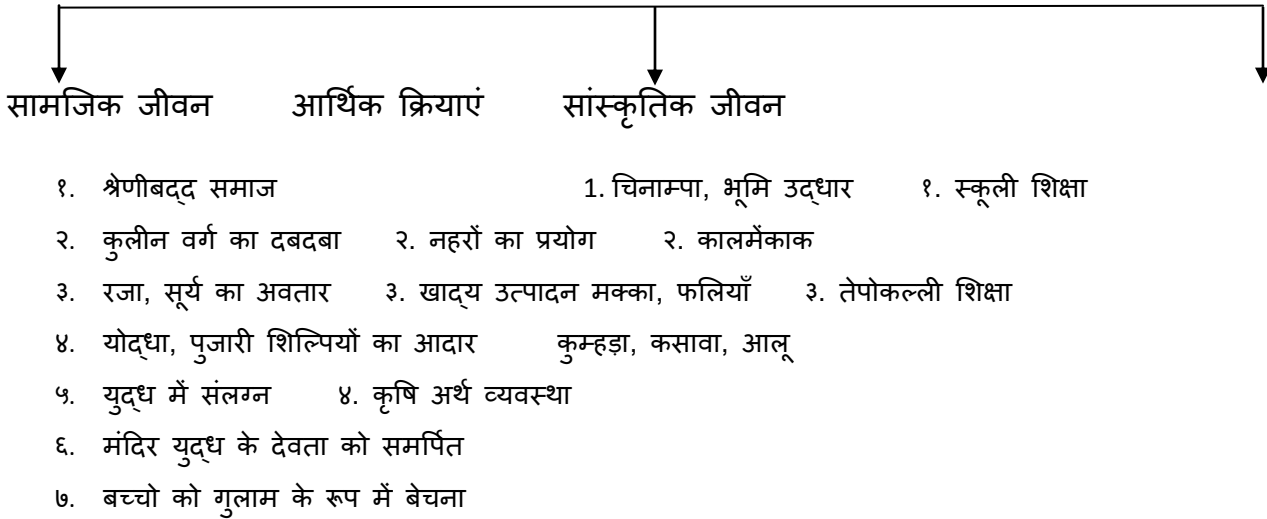 सामजिक जीवन आर्थिक क्रियाएं सांस्कृतिक जीवन
१. श्रेणीबद्द समाज 1. चिनाम्पा, भूमि उद्धार १. स्कूली शिक्षा
२. कुलीन वर्ग का दबदबा २. नहरों का प्रयोग २. कालमेंकाक
३. रजा, सूर्य का अवतार ३. खाद्य उत्पादन मक्का, फलियाँ ३. तेपोकल्ली शिक्षा
४. योद्धा, पुजारी शिल्पियों का आदार कुम्हड़ा, कसावा, आलू
५. युद्ध में संलग्न ४. कृषि अर्थ व्यवस्था
६. मंदिर युद्ध के देवता को समर्पित
७. बच्चो को गुलाम के रूप में बेचना